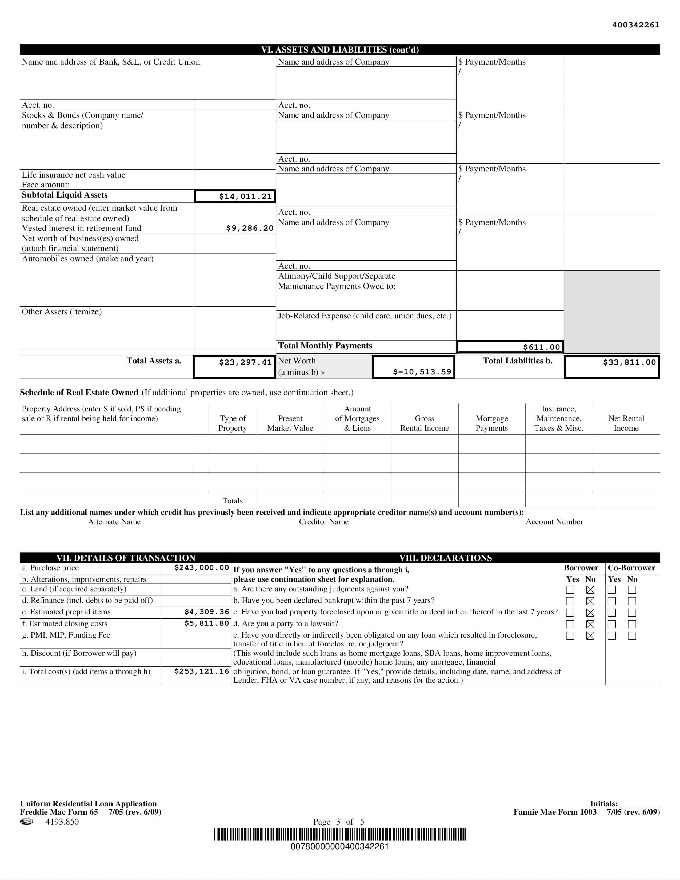 400342261
VI. ASSETS AND LIABILITIES (cont'd)
Name and address of Bank, S&L, or Credit Union
Name and address of Company
$ Payment/Months
/
Acct. no.
Acct. no.
Stocks & Bonds (Company name/
number & description)
Name and address of Company
$ Payment/Months
/
Acct. no.
Life insurance net cash value
Face amount:
Name and address of Company
$ Payment/Months
/
Subtotal Liquid Assets
$14,011.21
Real estate owned (enter market value from
schedule of real estate owned)
Acct. no.
Vested interest in retirement fund
$9,286.20
Name and address of Company
$ Payment/Months
/
Net worth of business(es) owned
(attach financial statement)
Automobiles owned (make and year)
Acct. no.
Alimony/Child Support/Separate
Maintenance Payments Owed to:
Other Assets (itemize)
Job-Related Expense (child care, union dues, etc.)
Total Monthly Payments
$611.00
Total Assets a.
$23,297.41
Net Worth
(a minus b) »
$-10,513.59
Total Liabilities b.
$33,811.00
Schedule of Real Estate Owned (If additional properties are owned, use continuation sheet.)
Property Address (enter S if sold, PS if pending
sale or R if rental being held for income)
Type of
Property
Present
Market Value
Amount
of Mortgages
& Liens
Gross
Rental Income
Mortgage
Payments
Insurance,
Maintenance,
Taxes & Misc.
Net Rental
Income
Totals
List any additional names under which credit has previously been received and indicate appropriate creditor name(s) and account number(s):
Alternate Name
Creditor Name
Account Number
VII. DETAILS OF TRANSACTION
VIII. DECLARATIONS
a. Purchase price
$243,000.00
If you answer "Yes" to any questions a through i,
Borrower
Co-Borrower
b. Alterations, improvements, repairs
please use continuation sheet for explanation.
Yes No
Yes No
c. Land (if acquired separately)
a. Are there any outstanding judgments against you?
d. Refinance (incl. debts to be paid off)
b. Have you been declared bankrupt within the past 7 years?
e. Estimated prepaid items
$4,309.36
c. Have you had property foreclosed upon or given title or deed in lieu thereof in the last 7 years?
f. Estimated closing costs
$5,811.80
d. Are you a party to a lawsuit?
g. PMI, MIP, Funding Fee
e. Have you directly or indirectly been obligated on any loan which resulted in foreclosure,
transfer of title in lieu of foreclosure, or judgment?
h. Discount (if Borrower will pay)
(This would include such loans as home mortgage loans, SBA loans, home improvement loans,
educational loans, manufactured (mobile) home loans, any mortgage, financial
i. Total cost(s) (add items a through h)
$253,121.16
obligation, bond, or loan guarantee. If "Yes," provide details, including date, name, and address of
Lender, FHA or VA case number, if any, and reasons for the action.)
Uniform Residential Loan Application
Freddie Mac Form 65 7/05 (rev. 6/09)
4193.850
Page 3 of 5
Initials:
Fannie Mae Form 1003 7/05 (rev. 6/09)
00780000000400342261